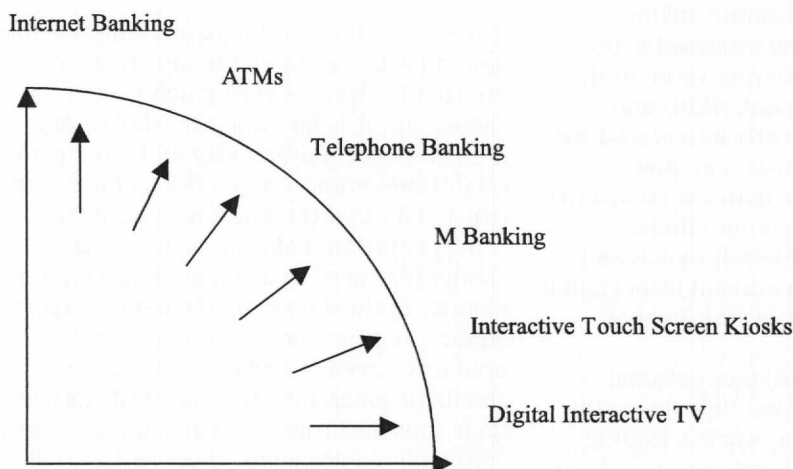 Internet Banking
ATMs
Telephone Banking
M Banking
Interactive Touch Screen Kiosks
Digital Interactive TV